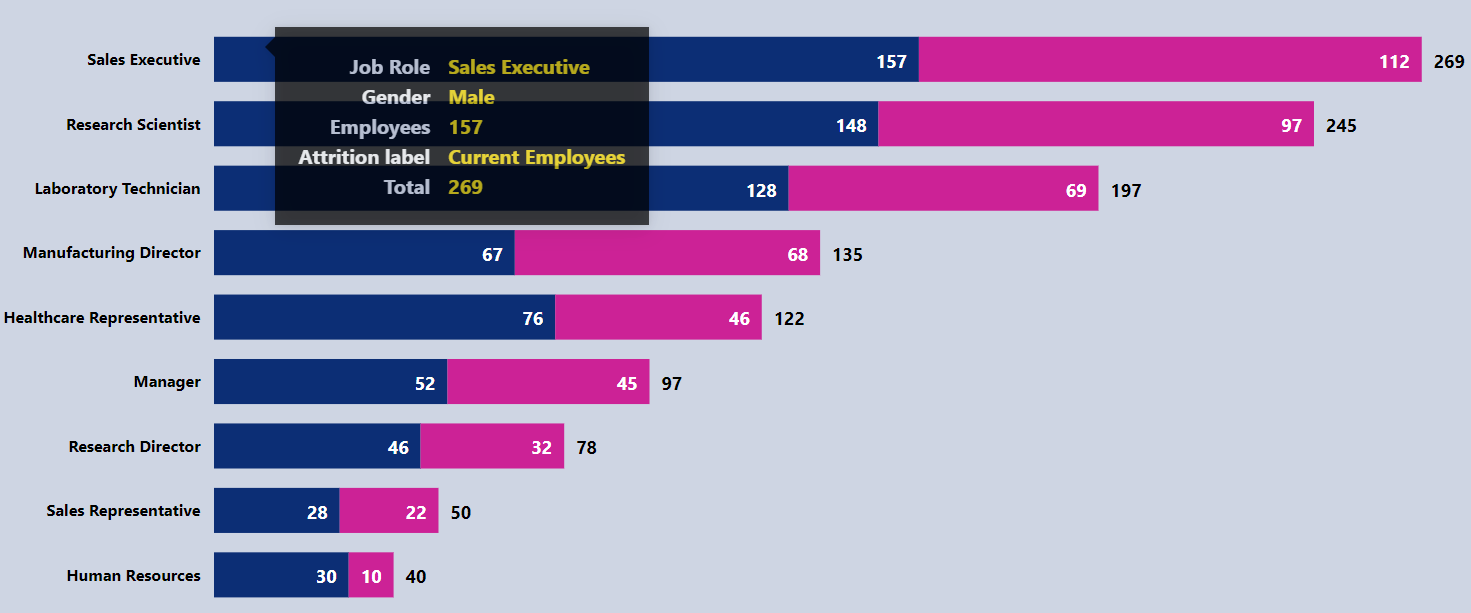 Sales Executive 157 112 269
Job Role Sales Executive
Gender Male
Research Scientist 148 97 245
Employees 157
Attrition label Current Employees
Laboratory Technician 128 69 197
Total 269
Manufacturing Director 67 68 135
Healthcare Representative 76 46 122
Manager 52 45 97
Research Director 46 32 78
Sales Representative 28 22 50
Human Resources 30 10 40